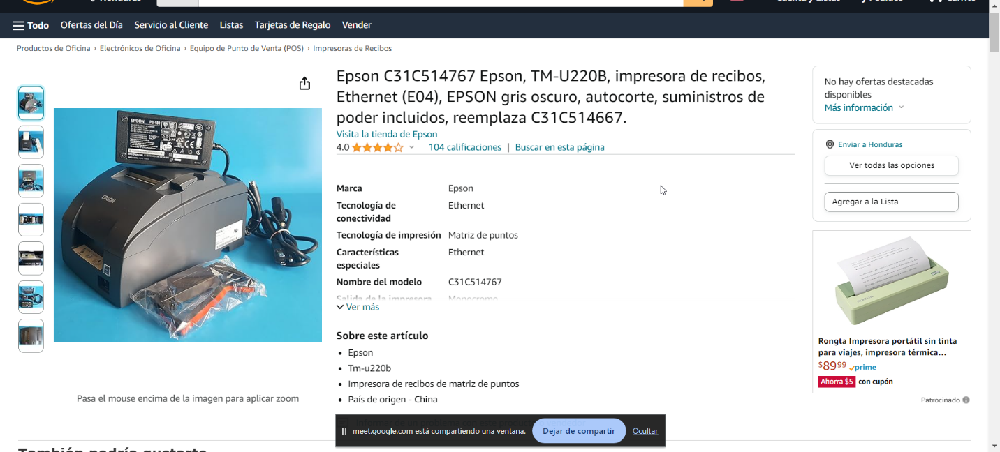 Todo Ofertas del Día Servicio al Cliente Listas Tarjetas de Regalo Vender
Productos de Oficina › Electrónicos de Oficina › Equipo de Punto de Venta (POS) › Impresoras de Recibos
Epson C31C514767 Epson, TM-U220B, impresora de recibos,
Ethernet (E04), EPSON gris oscuro, autocorte, suministros de
poder incluidos, reemplaza C31C514667.
Visita la tienda de Epson
4.0 104 calificaciones | Buscar en esta página
Marca Epson
Tecnología de
conectividad
Ethernet
Tecnología de impresión Matriz de puntos
Características
especiales
Ethernet
Nombre del modelo C31C514767
Salida de la impresora Monocromo
Ver más
Sobre este artículo
• Epson
• Tm-u220b
• Impresora de recibos de matriz de puntos
• País de origen - China
EPSON PS-180
EPSON
Pasa el mouse encima de la imagen para aplicar zoom
No hay ofertas destacadas
disponibles
Más información
Enviar a Honduras
Ver todas las opciones
Agregar a la Lista
Rongta Impresora portátil sin tinta
para viajes, impresora térmica…
$8999 prime
Ahorra $5 con cupón
Patrocinado
meet.google.com está compartiendo una ventana. Dejar de compartir Ocultar
También podría gustarte